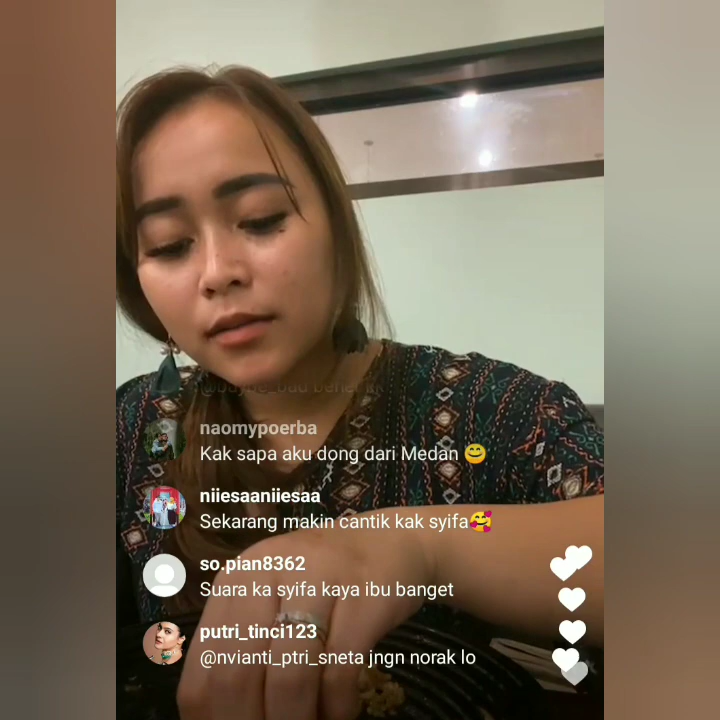 naomypoerba
Kak sapa aku dong dari Medan 😊
niiesaaniiesaa
Sekarang makin cantik kak syifa🥰
so.pian8362
Suara ka syifa kaya ibu banget
putri_tinci123
@nvianti_ptri_sneta jngn norak lo